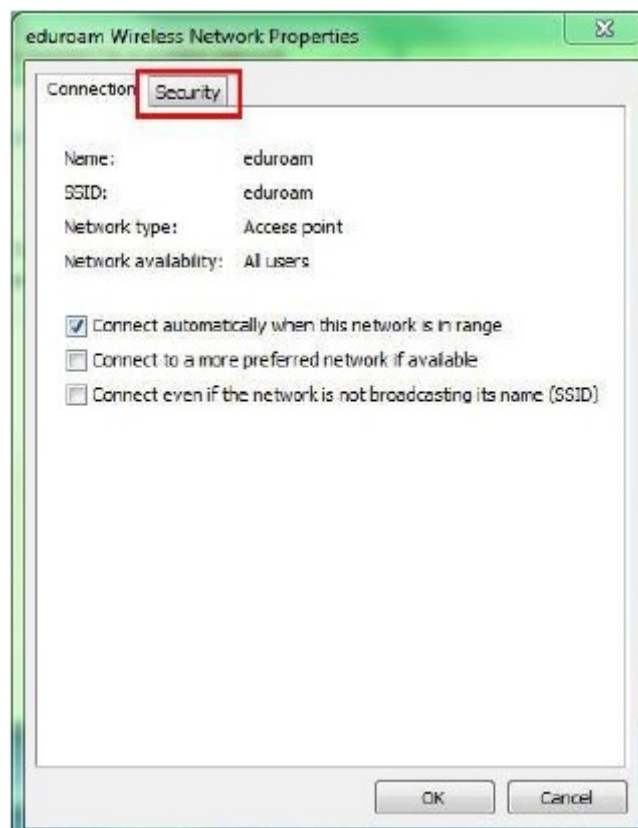 eduroam Wireless Network Properties
Connection Security
Name: eduroam
SSID: eduroam
Network type: Access point
Network availability: All users
Connect automatically when this network is in range
Connect to a more preferred network if available
Connect even if the network is not broadcasting its name (SSID)
OK Cancel